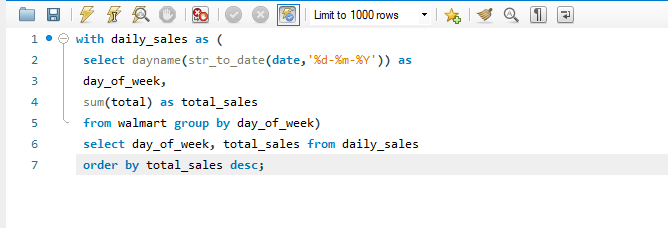 Limit to 1000 rows
1 with daily_sales as (
2 select dayname(str_to_date(date,'%d-%m-%Y')) as
3 day_of_week,
4 sum(total) as total_sales
5 from walmart group by day_of_week)
6 select day_of_week, total_sales from daily_sales
7 order by total_sales desc;